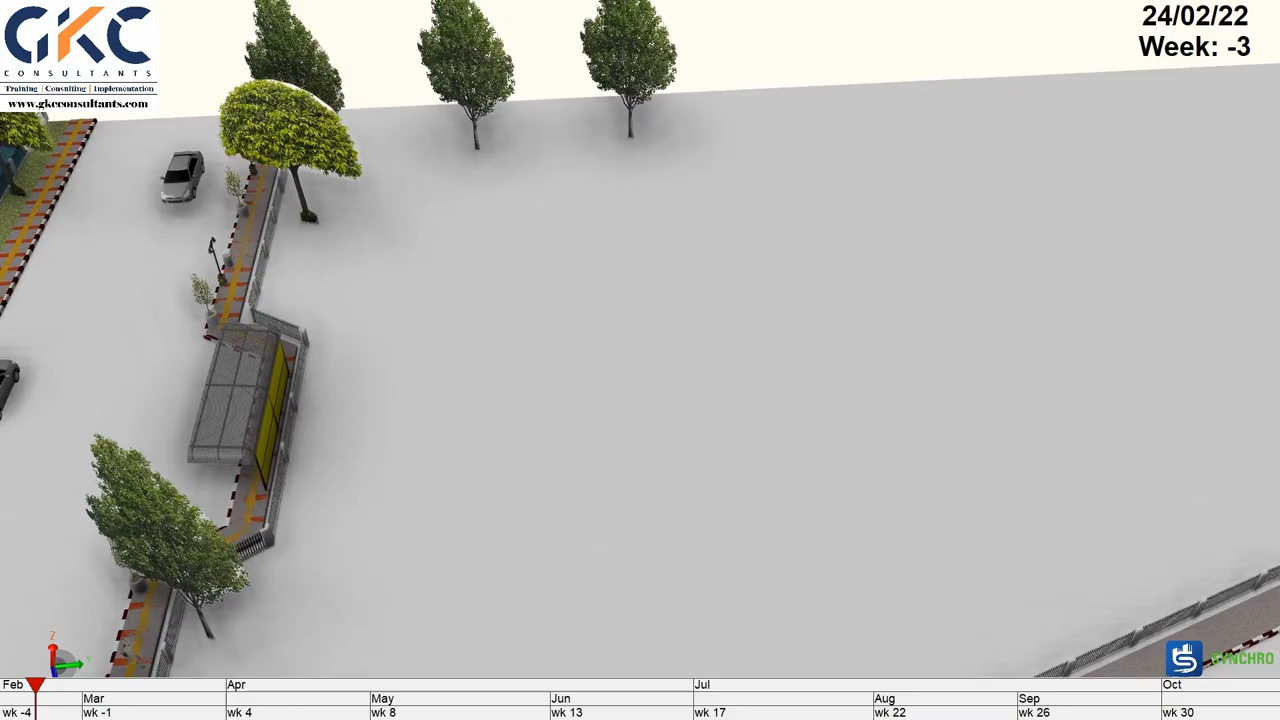 GKC
CONSULTANTS
Training | Consulting | Implementation
www.gkcconsultants.com
24/02/22
Week: -3
Z
Y
SYNCHRO
Feb Apr Jul Oct
Mar May Jun Aug Sep
wk -4 wk -1 wk 4 wk 8 wk 13 wk 17 wk 22 wk 26 wk 30